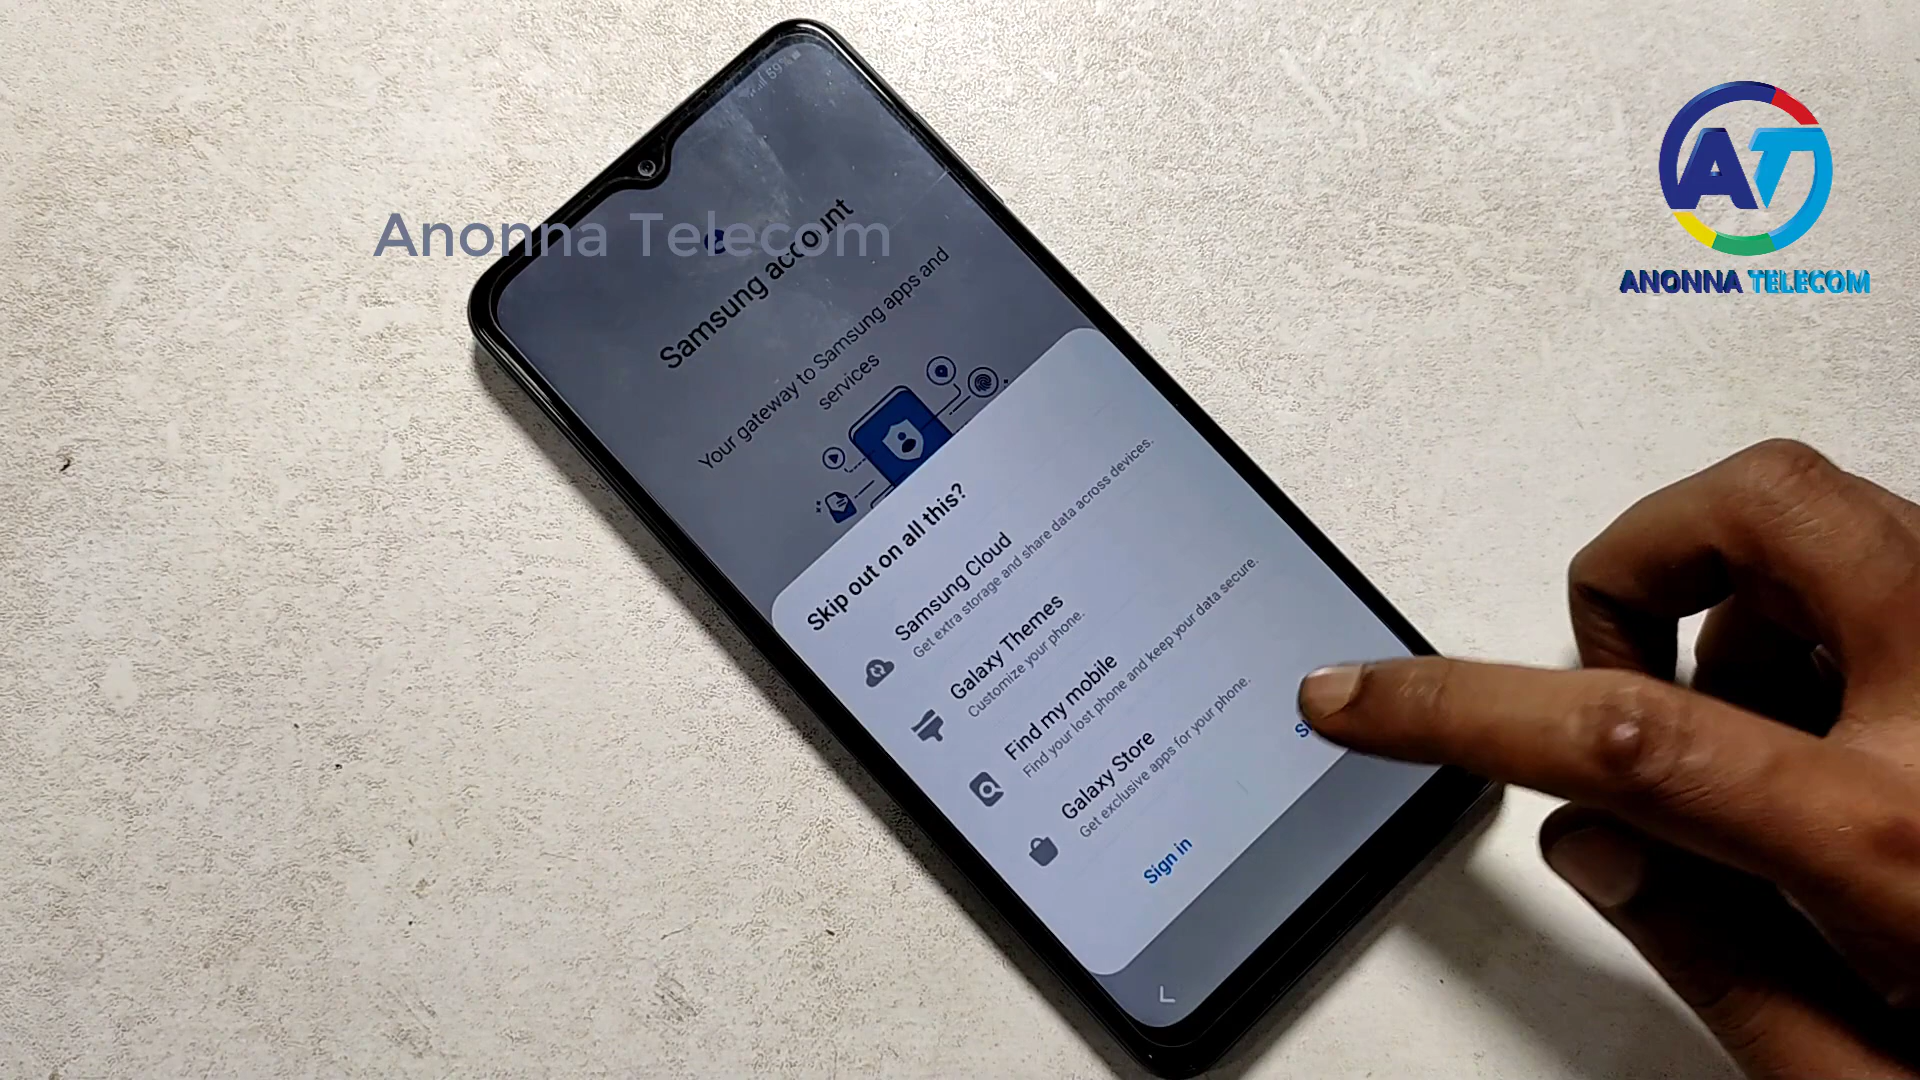 59%
Anonna Telecom
Samsung account
Your gateway to Samsung apps and
services
Skip out on all this?
Samsung Cloud
Get extra storage and share data across devices.
Galaxy Themes
Customize your phone.
Find my mobile
Find your lost phone and keep your data secure.
Galaxy Store
Get exclusive apps for your phone.
Sign in
AT
ANONNA TELECOM